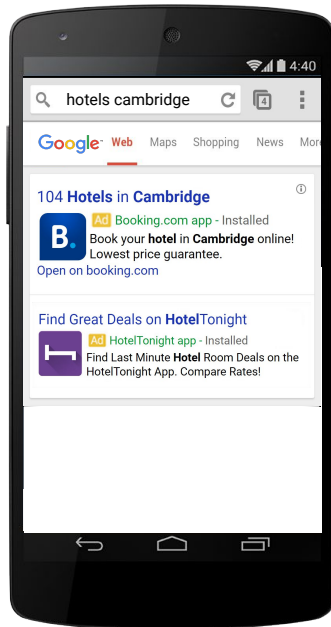 4:40
hotels cambridge
4
Google Web Maps Shopping News More
104 Hotels in Cambridge
Ad Booking.com app - Installed
B.
Book your hotel in Cambridge online!
Lowest price guarantee.
Open on booking.com
Find Great Deals on HotelTonight
Ad HotelTonight app - Installed
Find Last Minute Hotel Room Deals on the
HotelTonight App. Compare Rates!